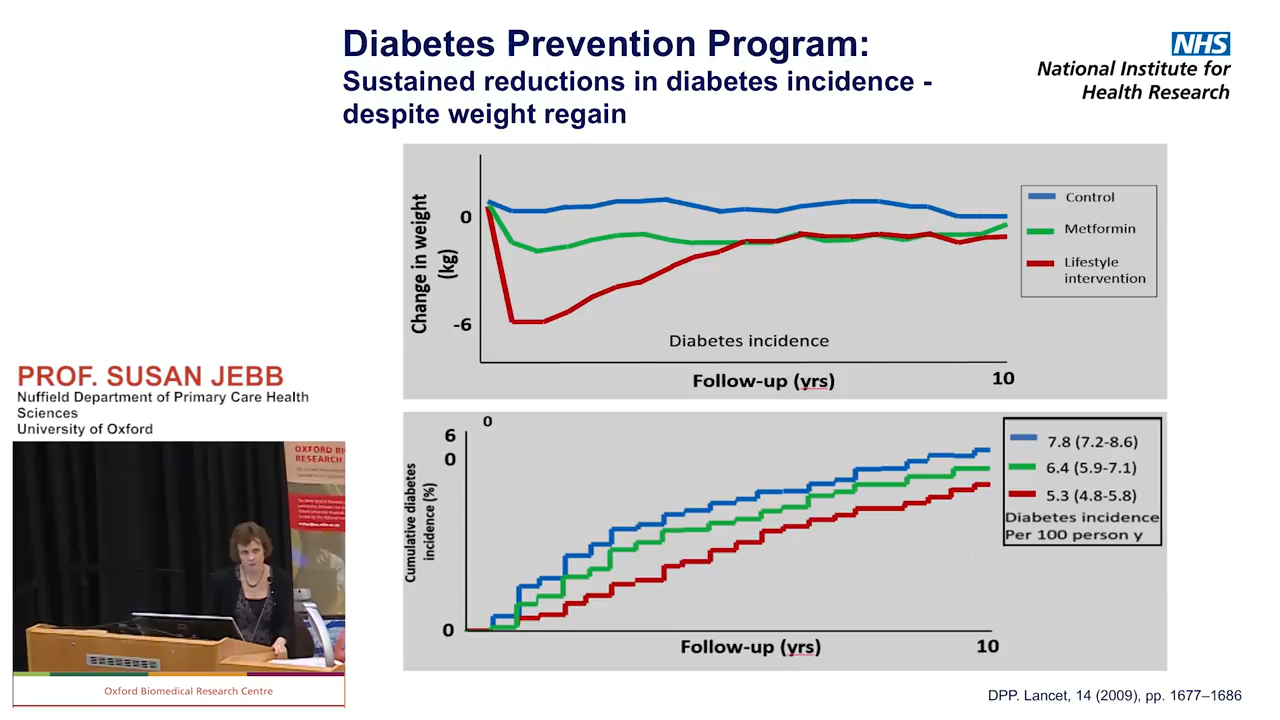 Diabetes Prevention Program:
Sustained reductions in diabetes incidence -
despite weight regain
NHS
National Institute for
Health Research
Change in weight
(kg)
0
-6
Control
Metformin
Lifestyle
intervention
Diabetes incidence
Follow-up (yrs)
10
PROF. SUSAN JEBB
Nuffield Department of Primary Care Health
Sciences
University of Oxford
OXFORD BI
RESEARCH
Oxford Biomedical Research Centre
0
6
0
Cumulative diabetes
incidence (%)
0
Follow-up (yrs)
10
7.8 (7.2-8.6)
6.4 (5.9-7.1)
5.3 (4.8-5.8)
Diabetes incidence
Per 100 person y
DPP. Lancet, 14 (2009), pp. 1677–1686